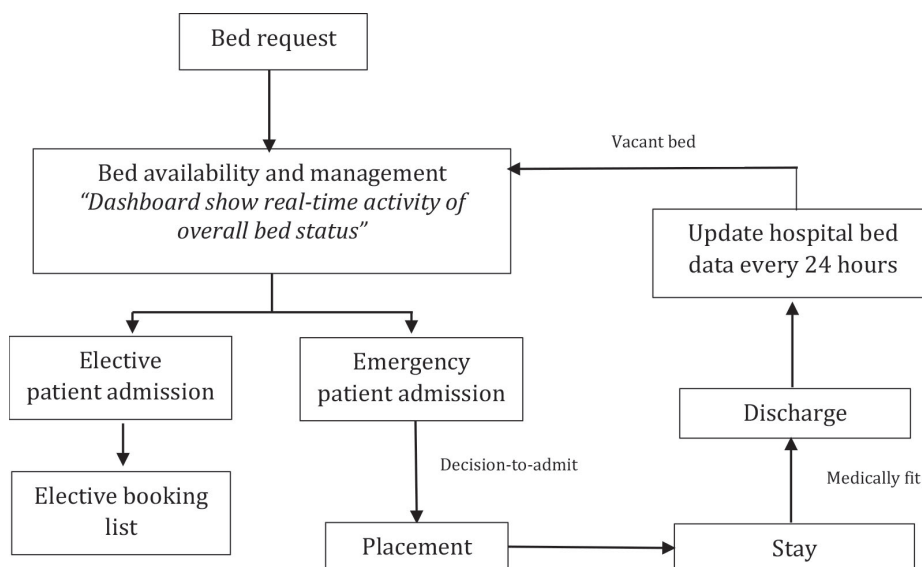 Bed request
Vacant bed
Bed availability and management
“Dashboard show real-time activity of
overall bed status”
Update hospital bed
data every 24 hours
Elective
patient admission
Emergency
patient admission
Discharge
Decision-to-admit
Medically fit
Elective booking
list
Placement
Stay